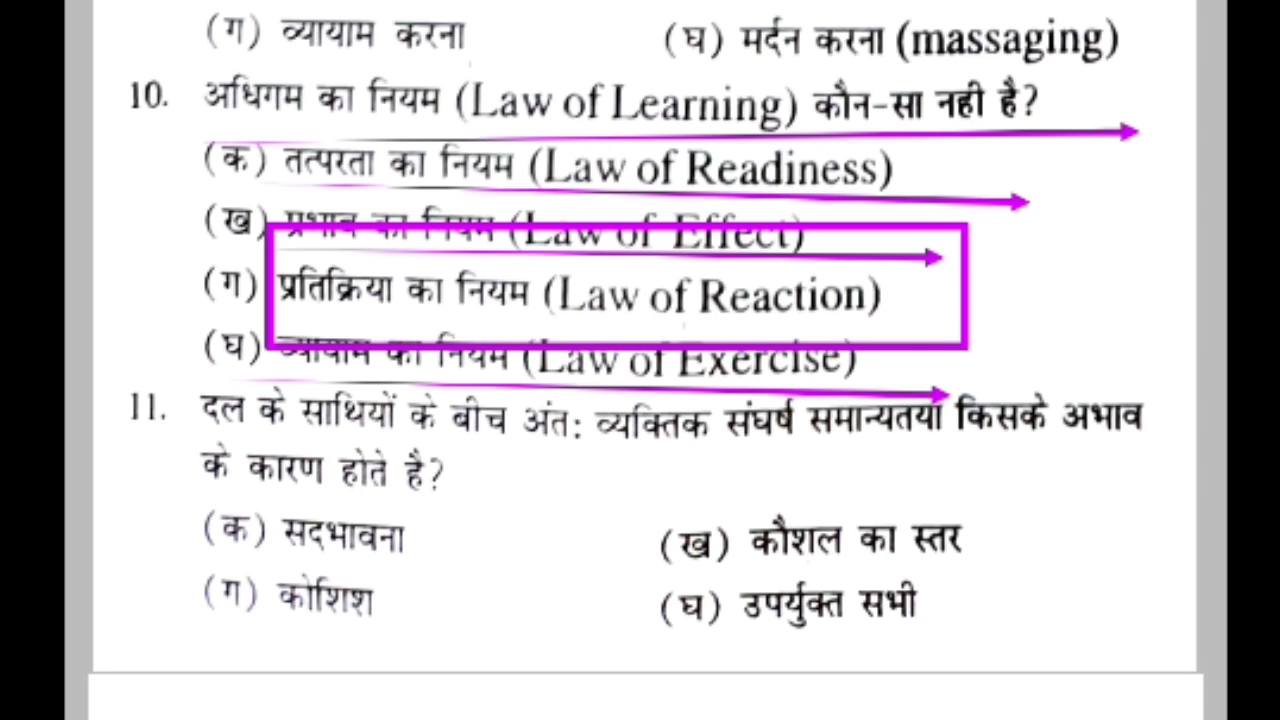 (ग) व्यायाम करना (घ) मर्दन करना (massaging)
10. अधिगम का नियम (Law of Learning) कौन-सा नही है?
(क) तत्परता का नियम (Law of Readiness)
(ख) प्रभाव का नियम (Law of Effect)
(ग) प्रतिक्रिया का नियम (Law of Reaction)
(घ) व्यायाम का नियम (Law of Exercise)
11. दल के साथियों के बीच अंत: व्यक्तिक संघर्ष समान्यतया किसके अभाव
के कारण होते है?
(क) सदभावना (ख) कौशल का स्तर
(ग) कोशिश (घ) उपर्युक्त सभी